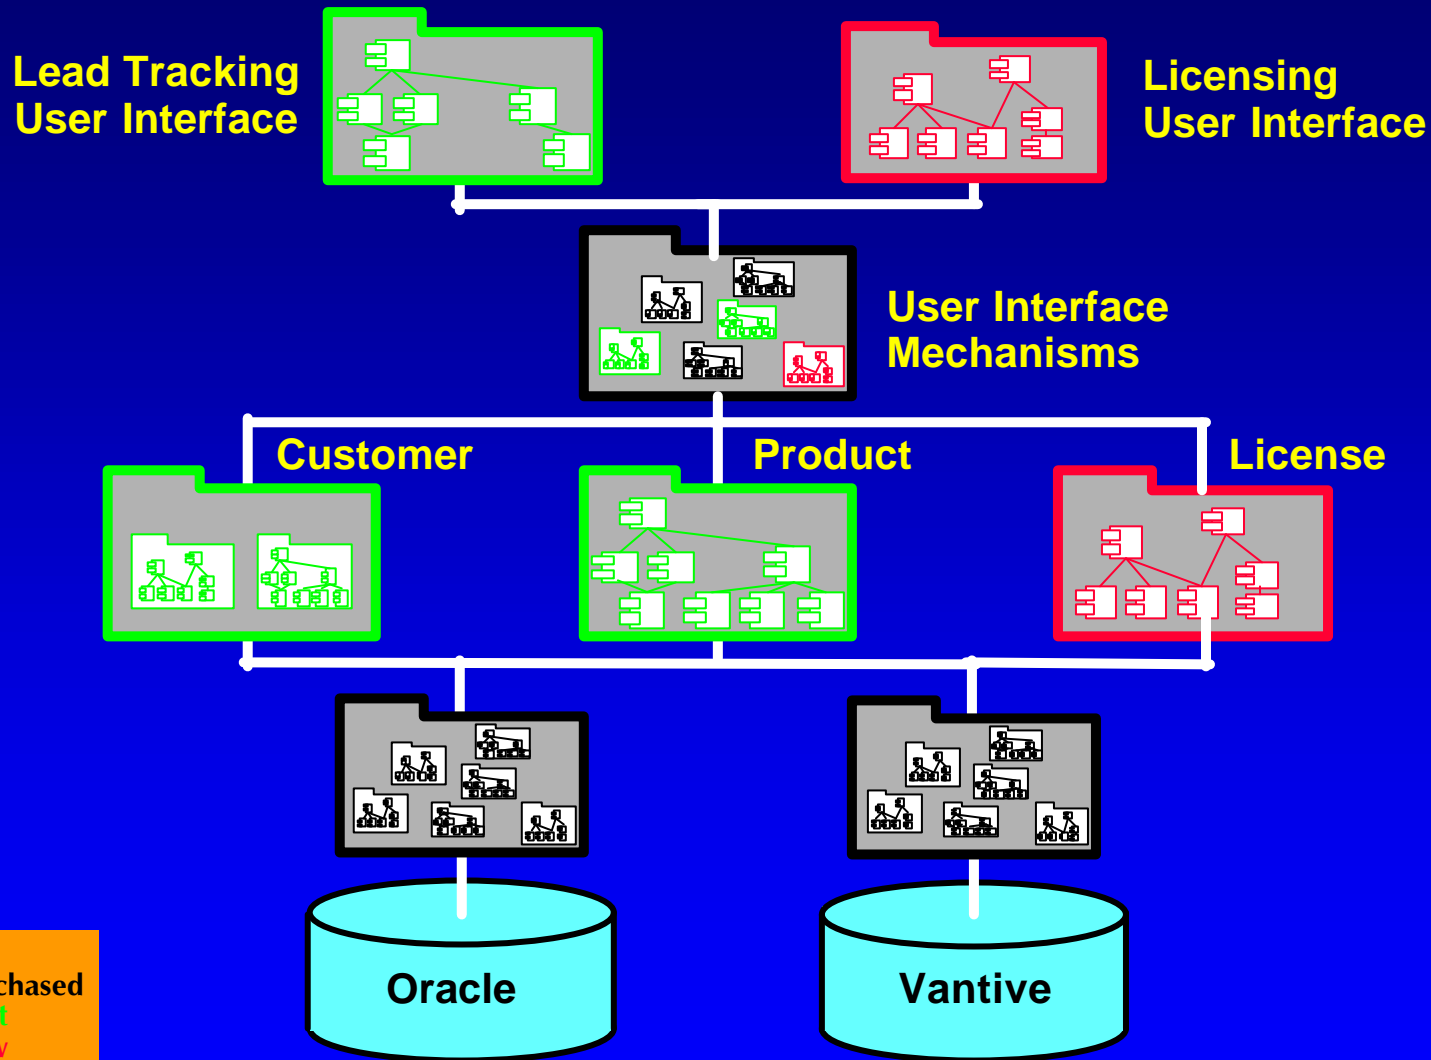 Lead Tracking
User Interface
Licensing
User Interface
User Interface
Mechanisms
Customer
Product
License
Oracle
Vantive
chased
t